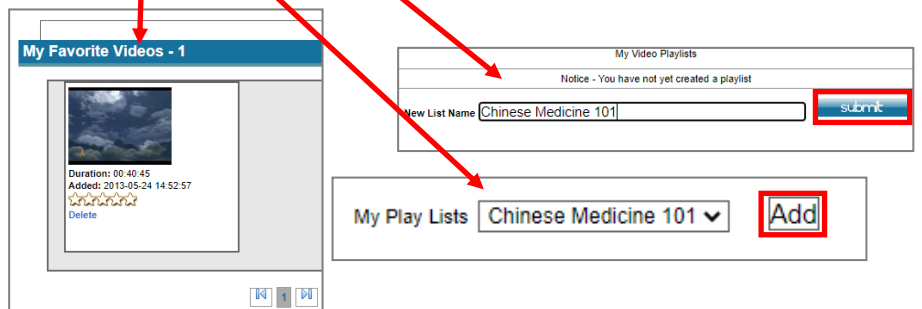 My Favorite Videos - 1
Duration: 00:40:45
Added: 2013-05-24 14:52:57
Delete
1
My Video Playlists
Notice - You have not yet created a playlist
New List Name Chinese Medicine 101 submit
My Play Lists Chinese Medicine 101 Add